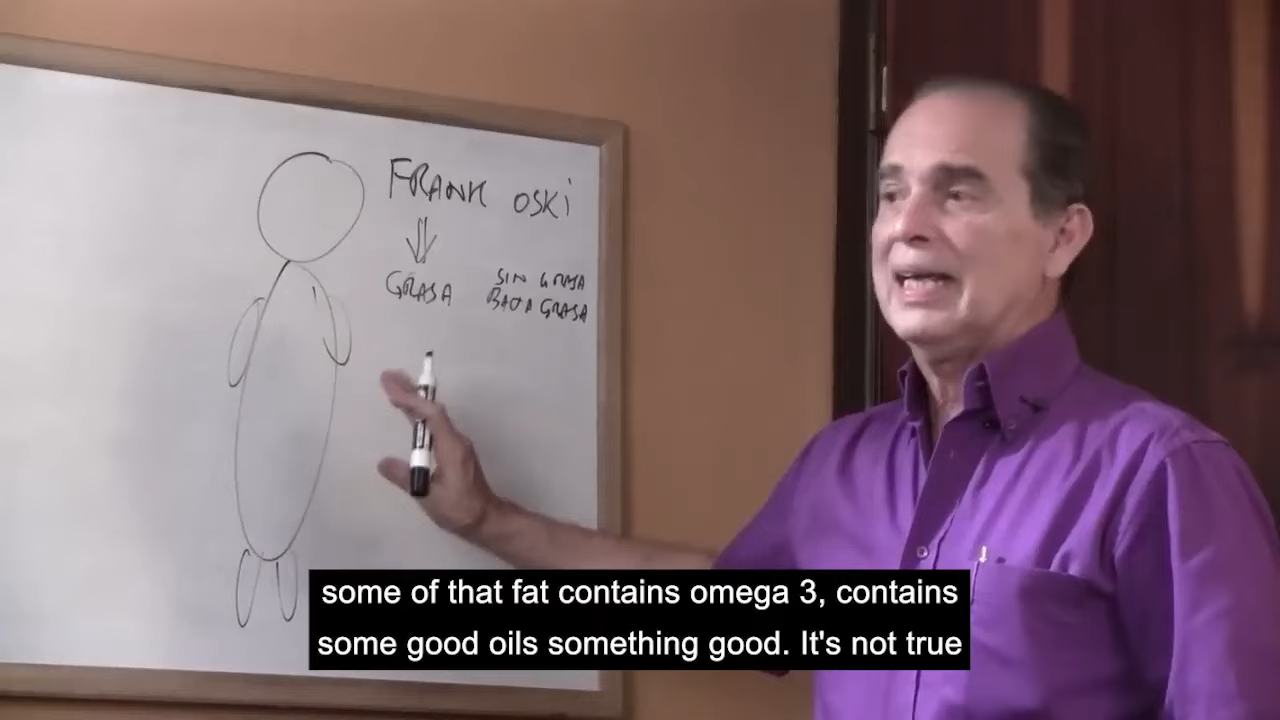 FRANK OSKI
GRASA
SIN GRASA
BAJA GRASA
some of that fat contains omega 3, contains
some good oils something good. It's not true